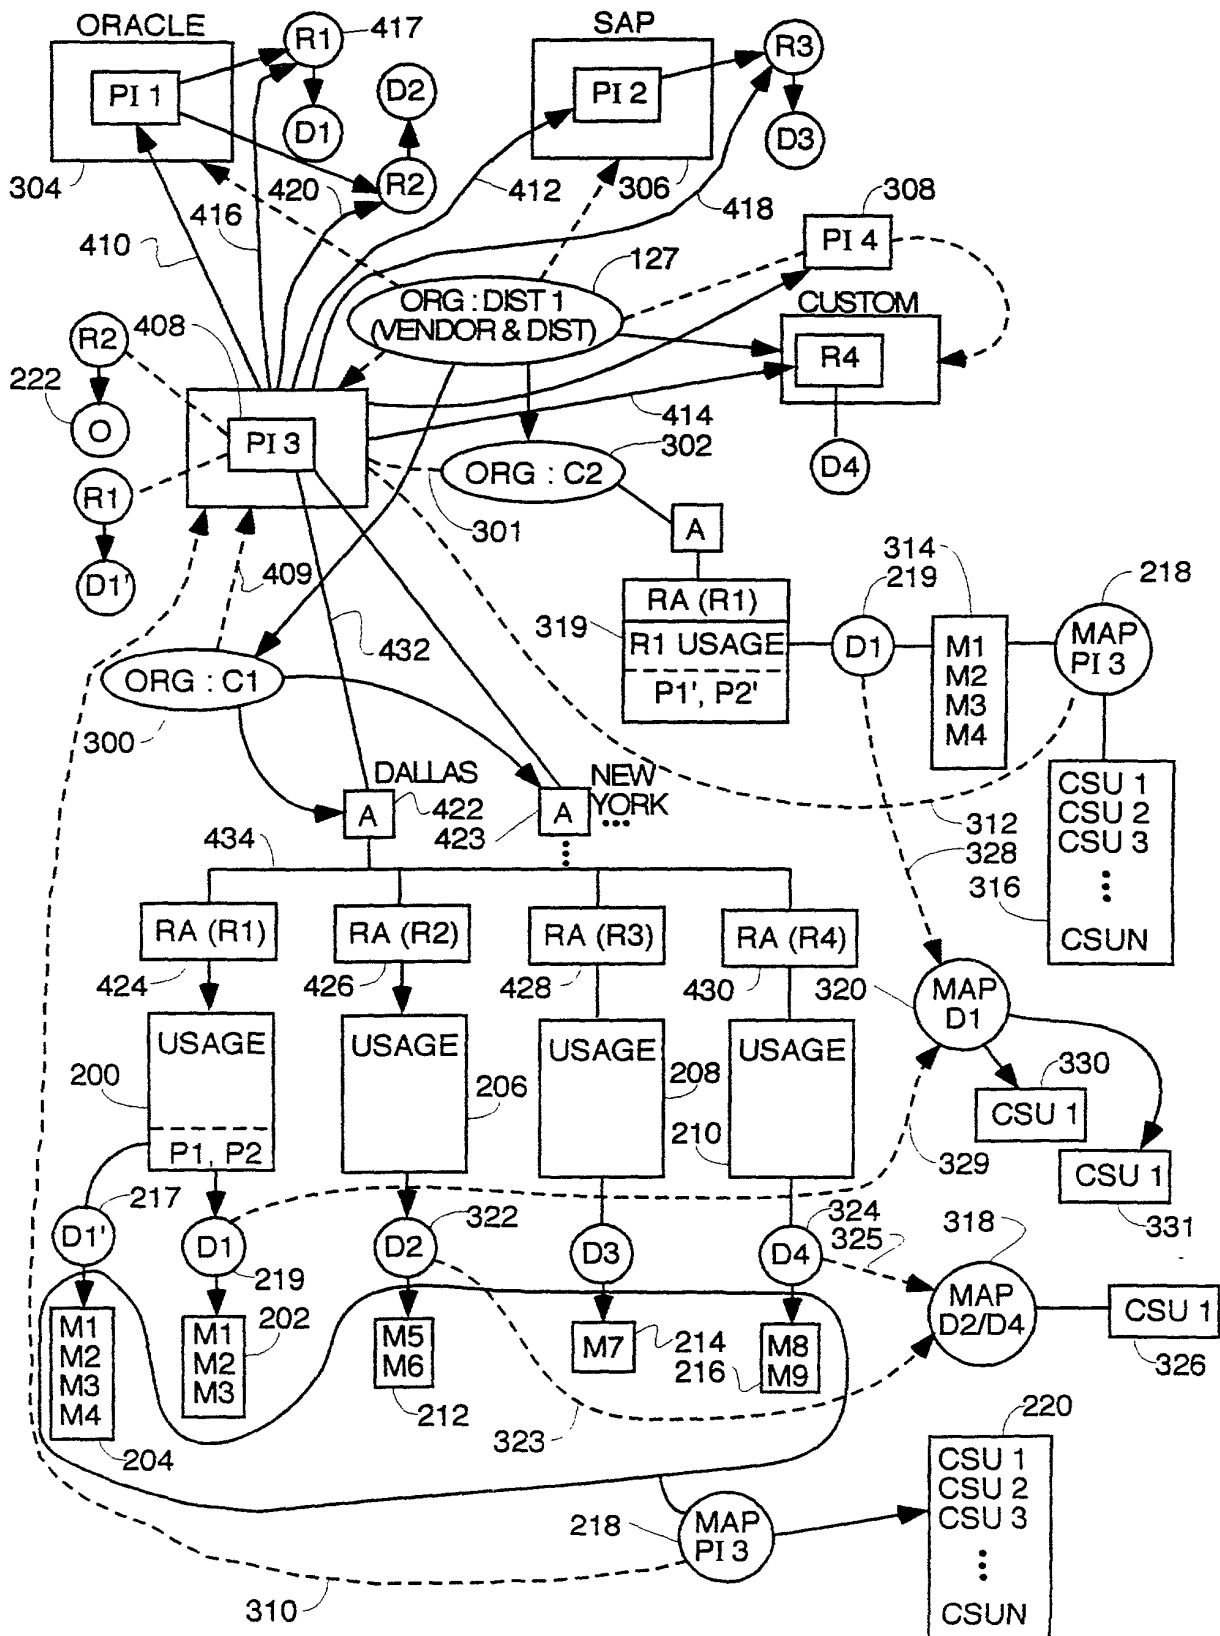 ORACLE
SAP
R1
417
R3
PI 1
D2
PI 2
D1
D3
304
R2
306
420
412
418
308
416
410
127
PI 4
ORG : DIST 1
(VENDOR & DIST)
CUSTOM
R2
408
R4
222
O
414
PI 3
302
ORG : C2
D4
R1
301
A
D1'
409
314
219
218
RA (R1)
319
R1 USAGE
P1', P2'
D1
M1
M2
M3
M4
MAP
PI 3
432
ORG : C1
300
DALLAS
NEW
YORK
...
A
422
A
423
312
328
CSU 1
CSU 2
CSU 3
CSUN
434
316
RA (R1)
RA (R2)
RA (R3)
RA (R4)
424
426
428
430
320
MAP
D1
USAGE
USAGE
USAGE
USAGE
200
206
208
330
CSU 1
210
P1, P2
329
CSU 1
331
217
D1'
D1
322
D2
D3
324
D4
325
318
219
202
MAP
D2/D4
CSU 1
326
M1
M2
M3
M4
M1
M2
M3
M5
M6
M7
214
216
M8
M9
204
212
323
220
CSU 1
CSU 2
CSU 3
CSUN
218
MAP
PI 3
310